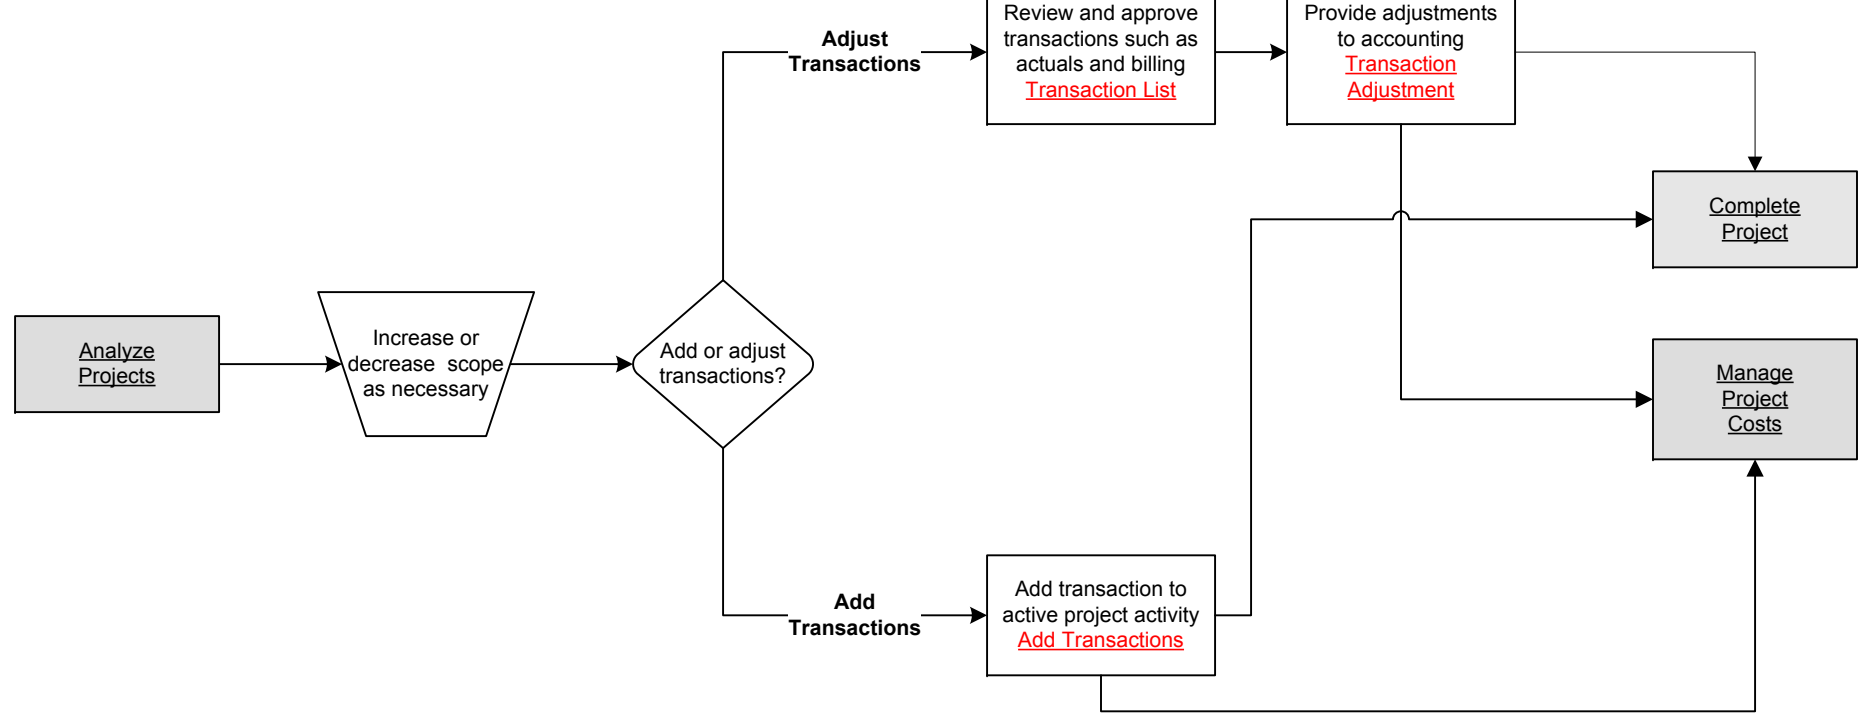 Adjust
Transactions
Review and approve
transactions such as
actuals and billing
Transaction List
Provide adjustments
to accounting
Transaction
Adjustment
Complete
Project
Analyze
Projects
Increase or
decrease scope
as necessary
Add or adjust
transactions?
Manage
Project
Costs
Add
Transactions
Add transaction to
active project activity
Add Transactions